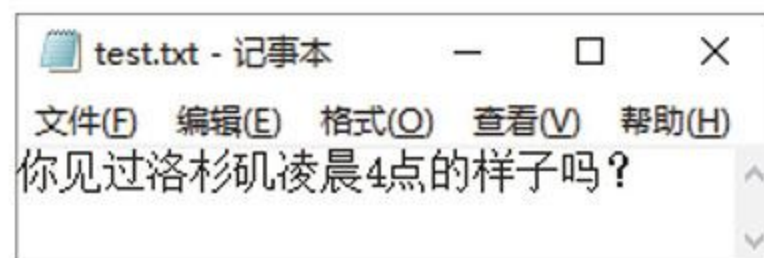 test.txt - 记事本
文件(F) 编辑(E) 格式(O) 查看(V) 帮助(H)
你见过洛杉矶凌晨4点的样子吗？